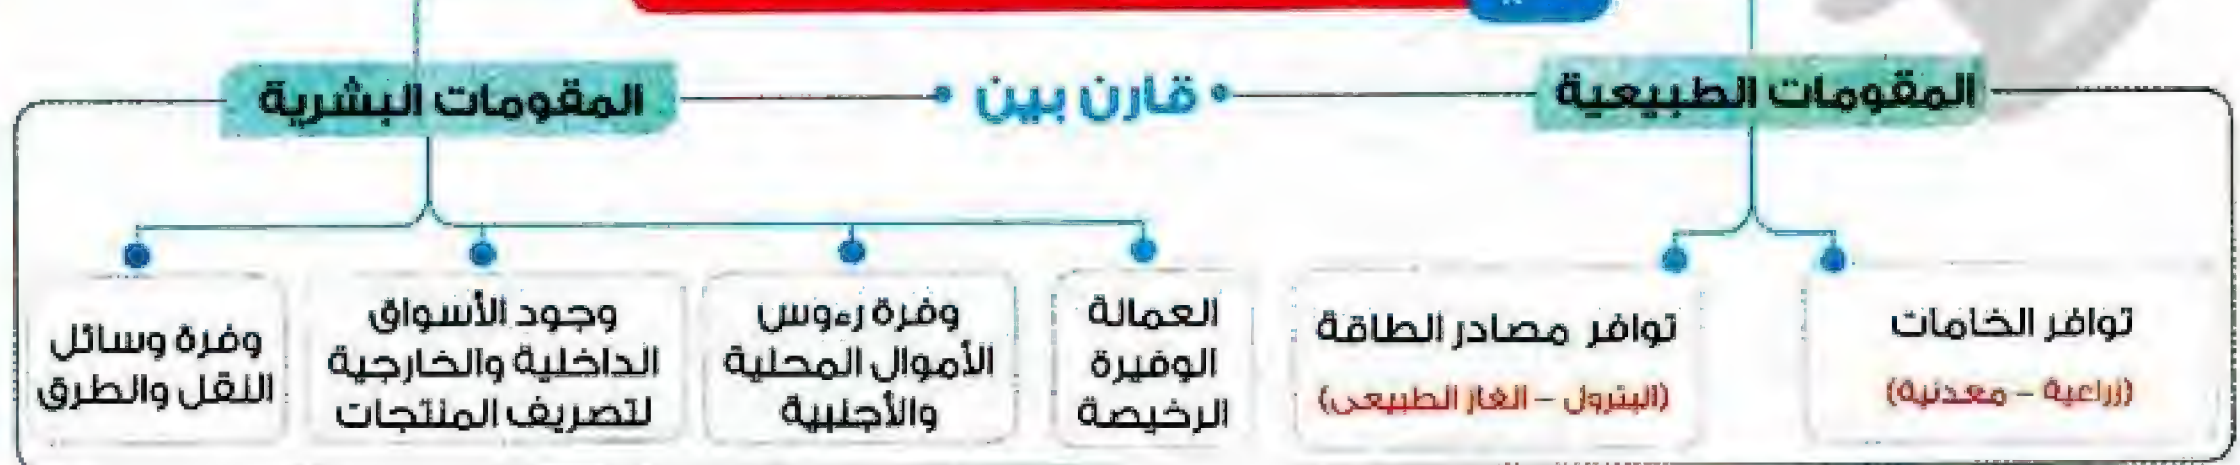 المقومات الطبيعية
قارن بين
المقومات البشرية
توافر الخامات
(زراعية – معدنية)
توافر مصادر الطاقة
(البترول – الغاز الطبيعى)
العمالة
الوفيرة
الرخيصة
وفرة رءوس
الأموال المحلية
والأجنبية
وجود الأسواق
الداخلية والخارجية
لتصريف المنتجات
وفرة وسائل
النقل والطرق